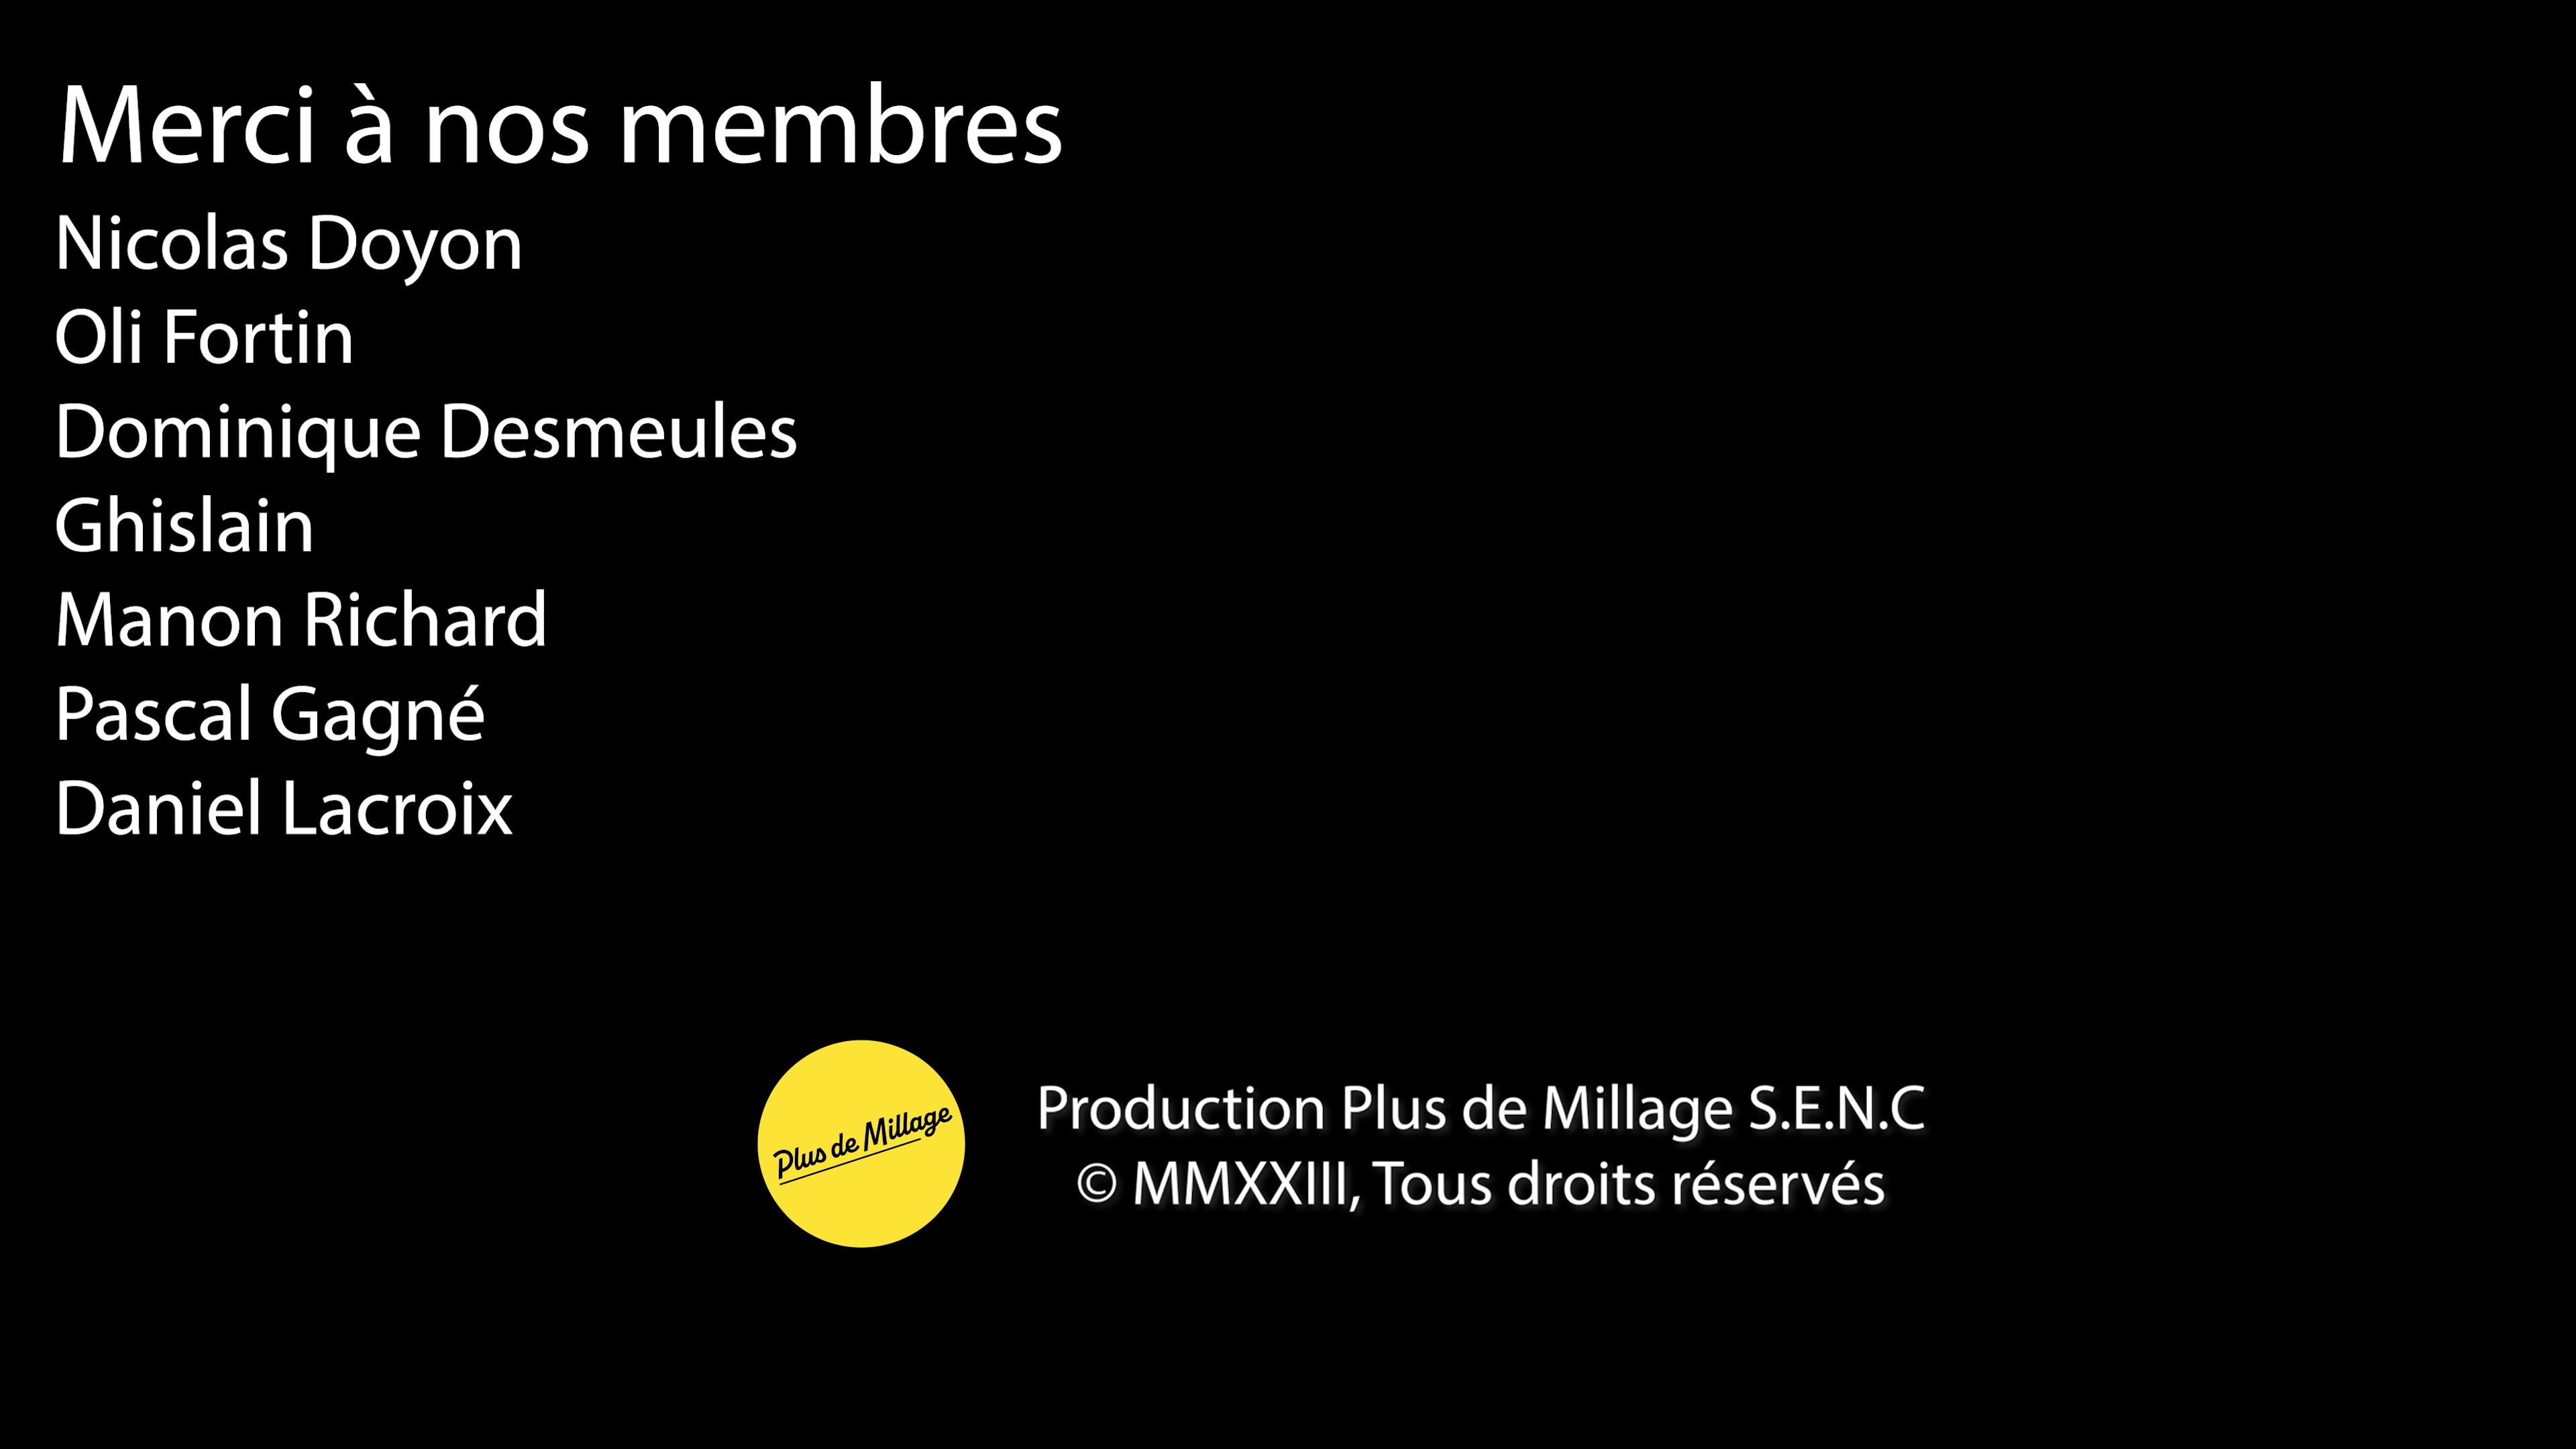 Merci à nos membres
Nicolas Doyon
Oli Fortin
Dominique Desmeules
Ghislain
Manon Richard
Pascal Gagné
Daniel Lacroix
Plus de Millage
Production Plus de Millage S.E.N.C
© MMXXIII, Tous droits réservés